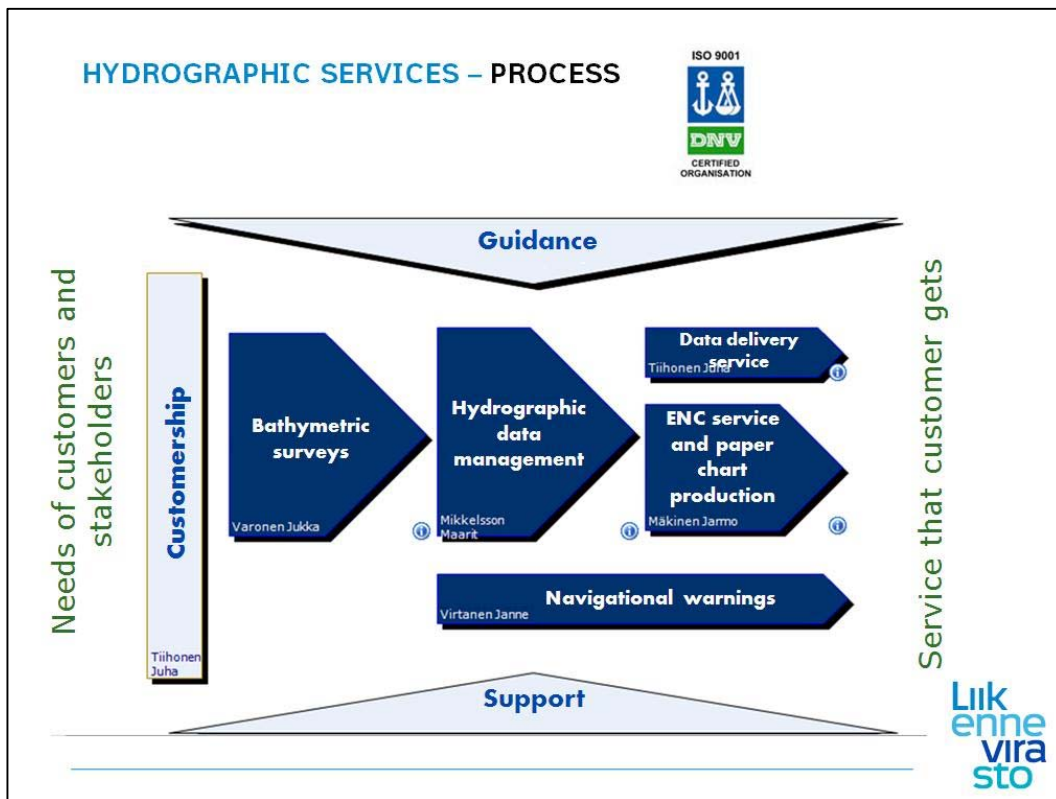 HYDROGRAPHIC SERVICES – PROCESS
ISO 9001
DNV
CERTIFIED
ORGANISATION
Guidance
Needs of customers and
stakeholders
Customership
Tiihonen
Juha
Bathymetric
surveys
Varonen Jukka
Hydrographic
data
management
Mikkelsson
Maarit
Data delivery
service
Tiihonen Juha
ENC service
and paper
chart
production
Mäkinen Jarmo
Navigational warnings
Virtanen Janne
Service that customer gets
Support
Liik
enne
vira
sto